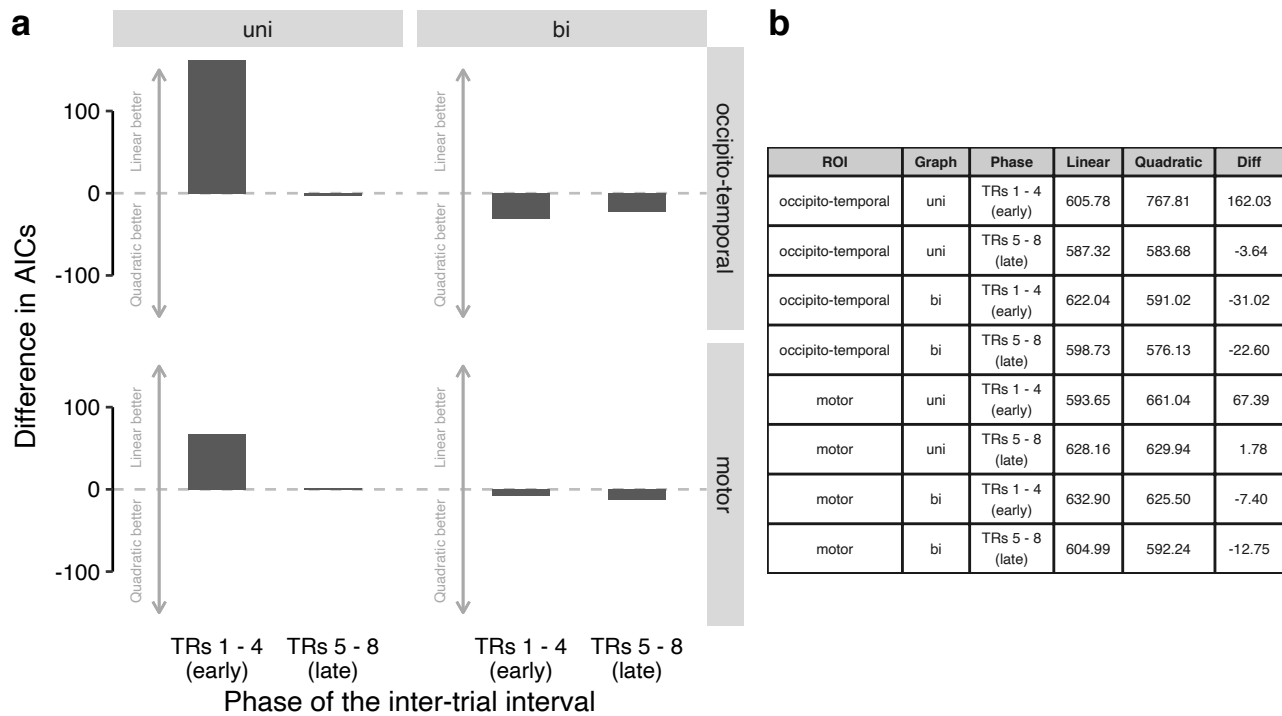 a
uni
bi
occipito-temporal
motor
Difference in AICs
100
0
-100
Linear better
Quadratic better
Linear better
Quadratic better
100
0
-100
Linear better
Quadratic better
Linear better
Quadratic better
TRs 1 - 4
(early)
TRs 5 - 8
(late)
TRs 1 - 4
(early)
TRs 5 - 8
(late)
Phase of the inter-trial interval
b
ROI Graph Phase Linear Quadratic Diff
occipito-temporal uni TRs 1 - 4 (early) 605.78 767.81 162.03
occipito-temporal uni TRs 5 - 8 (late) 587.32 583.68 -3.64
occipito-temporal bi TRs 1 - 4 (early) 622.04 591.02 -31.02
occipito-temporal bi TRs 5 - 8 (late) 598.73 576.13 -22.60
motor uni TRs 1 - 4 (early) 593.65 661.04 67.39
motor uni TRs 5 - 8 (late) 628.16 629.94 1.78
motor bi TRs 1 - 4 (early) 632.90 625.50 -7.40
motor bi TRs 5 - 8 (late) 604.99 592.24 -12.75